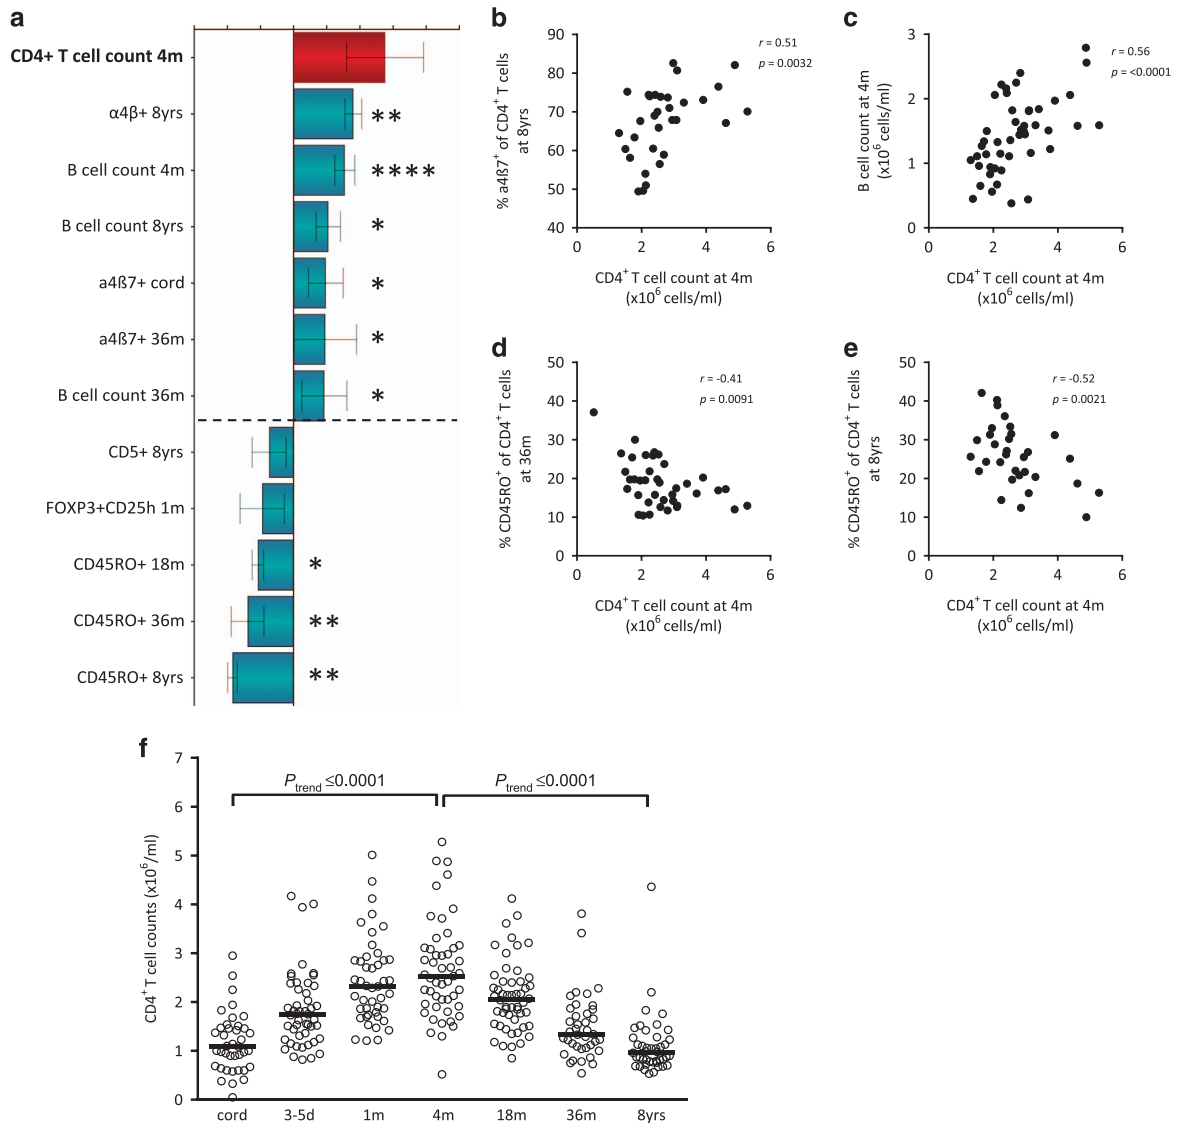 a
CD4+ T cell count 4m
α4β+ 8yrs
**
B cell count 4m
****
B cell count 8yrs
*
a4ß7+ cord
*
a4ß7+ 36m
*
B cell count 36m
*
CD5+ 8yrs
FOXP3+CD25h 1m
CD45RO+ 18m
*
CD45RO+ 36m
**
CD45RO+ 8yrs
**
b
% a4ß7⁺ of CD4⁺ T cells
at 8yrs
90
80
70
60
50
40
0 2 4 6
r = 0.51
p = 0.0032
CD4⁺ T cell count at 4m
(x10⁶ cells/ml)
c
B cell count at 4m
(x10⁶ cells/ml)
3
2
1
0
0 2 4 6
r = 0.56
p = <0.0001
CD4⁺ T cell count at 4m
(x10⁶ cells/ml)
d
% CD45RO⁺ of CD4⁺ T cells
at 36m
50
40
30
20
10
0
0 2 4 6
r = -0.41
p = 0.0091
CD4⁺ T cell count at 4m
(x10⁶ cells/ml)
e
% CD45RO⁺ of CD4⁺ T cells
at 8yrs
50
40
30
20
10
0
0 2 4 6
r = -0.52
p = 0.0021
CD4⁺ T cell count at 4m
(x10⁶ cells/ml)
f
CD4⁺ T cell counts (x10⁶/ml)
7
6
5
4
3
2
1
0
P trend ≤0.0001
P trend ≤0.0001
cord 3-5d 1m 4m 18m 36m 8yrs